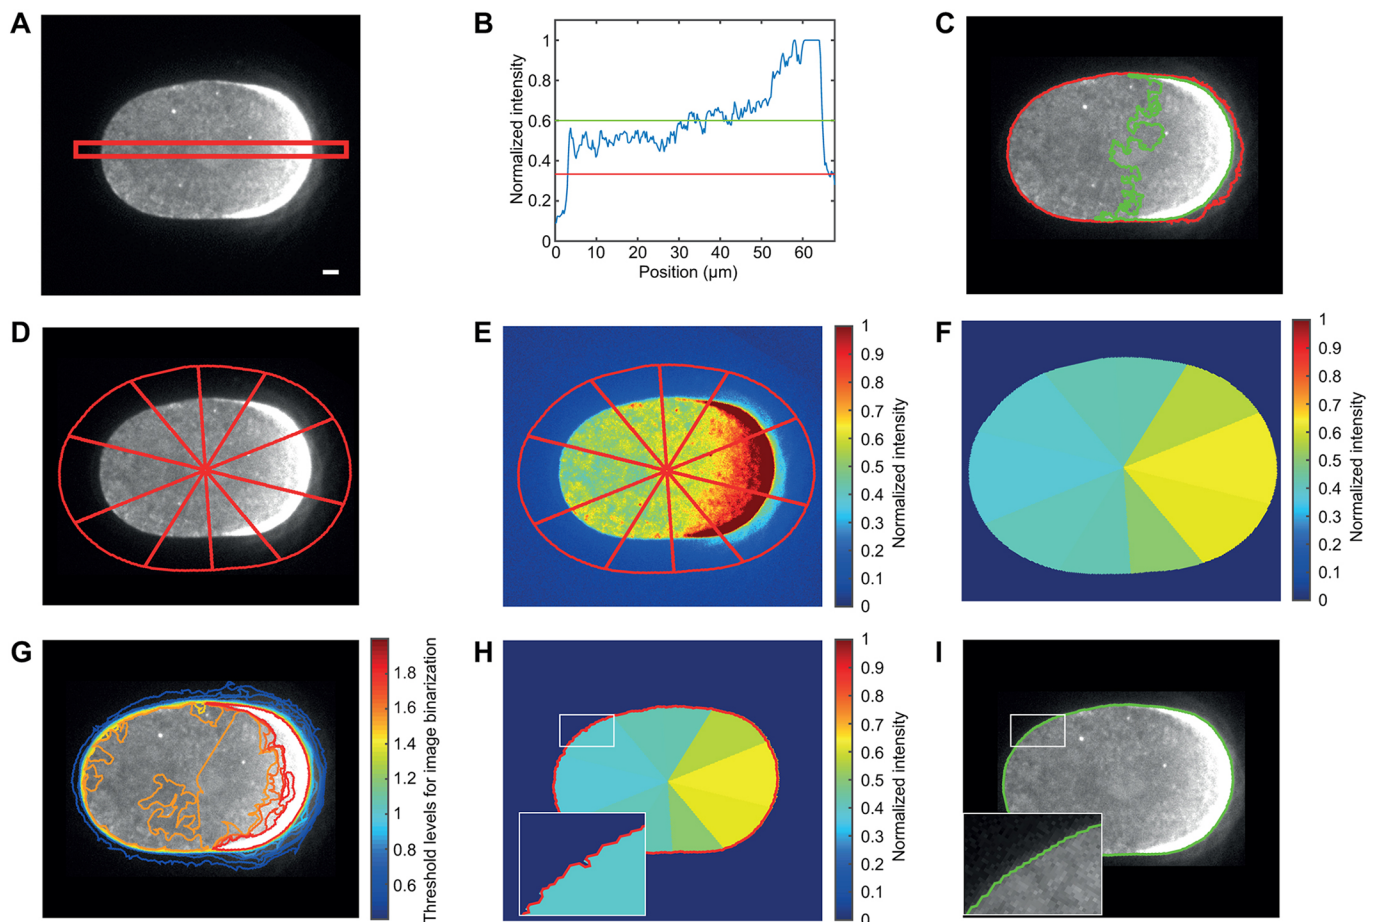 A
B
Normalized intensity
1
0.8
0.6
0.4
0.2
0
0 10 20 30 40 50 60
Position (µm)
C
D
E
1
0.9
0.8
0.7
0.6
0.5
0.4
0.3
0.2
0.1
0
Normalized intensity
F
1
0.9
0.8
0.7
0.6
0.5
0.4
0.3
0.2
0.1
0
Normalized intensity
G
1.8
1.6
1.4
1.2
1
0.8
0.6
Threshold levels for image binarization
H
1
0.9
0.8
0.7
0.6
0.5
0.4
0.3
0.2
0.1
0
Normalized intensity
I